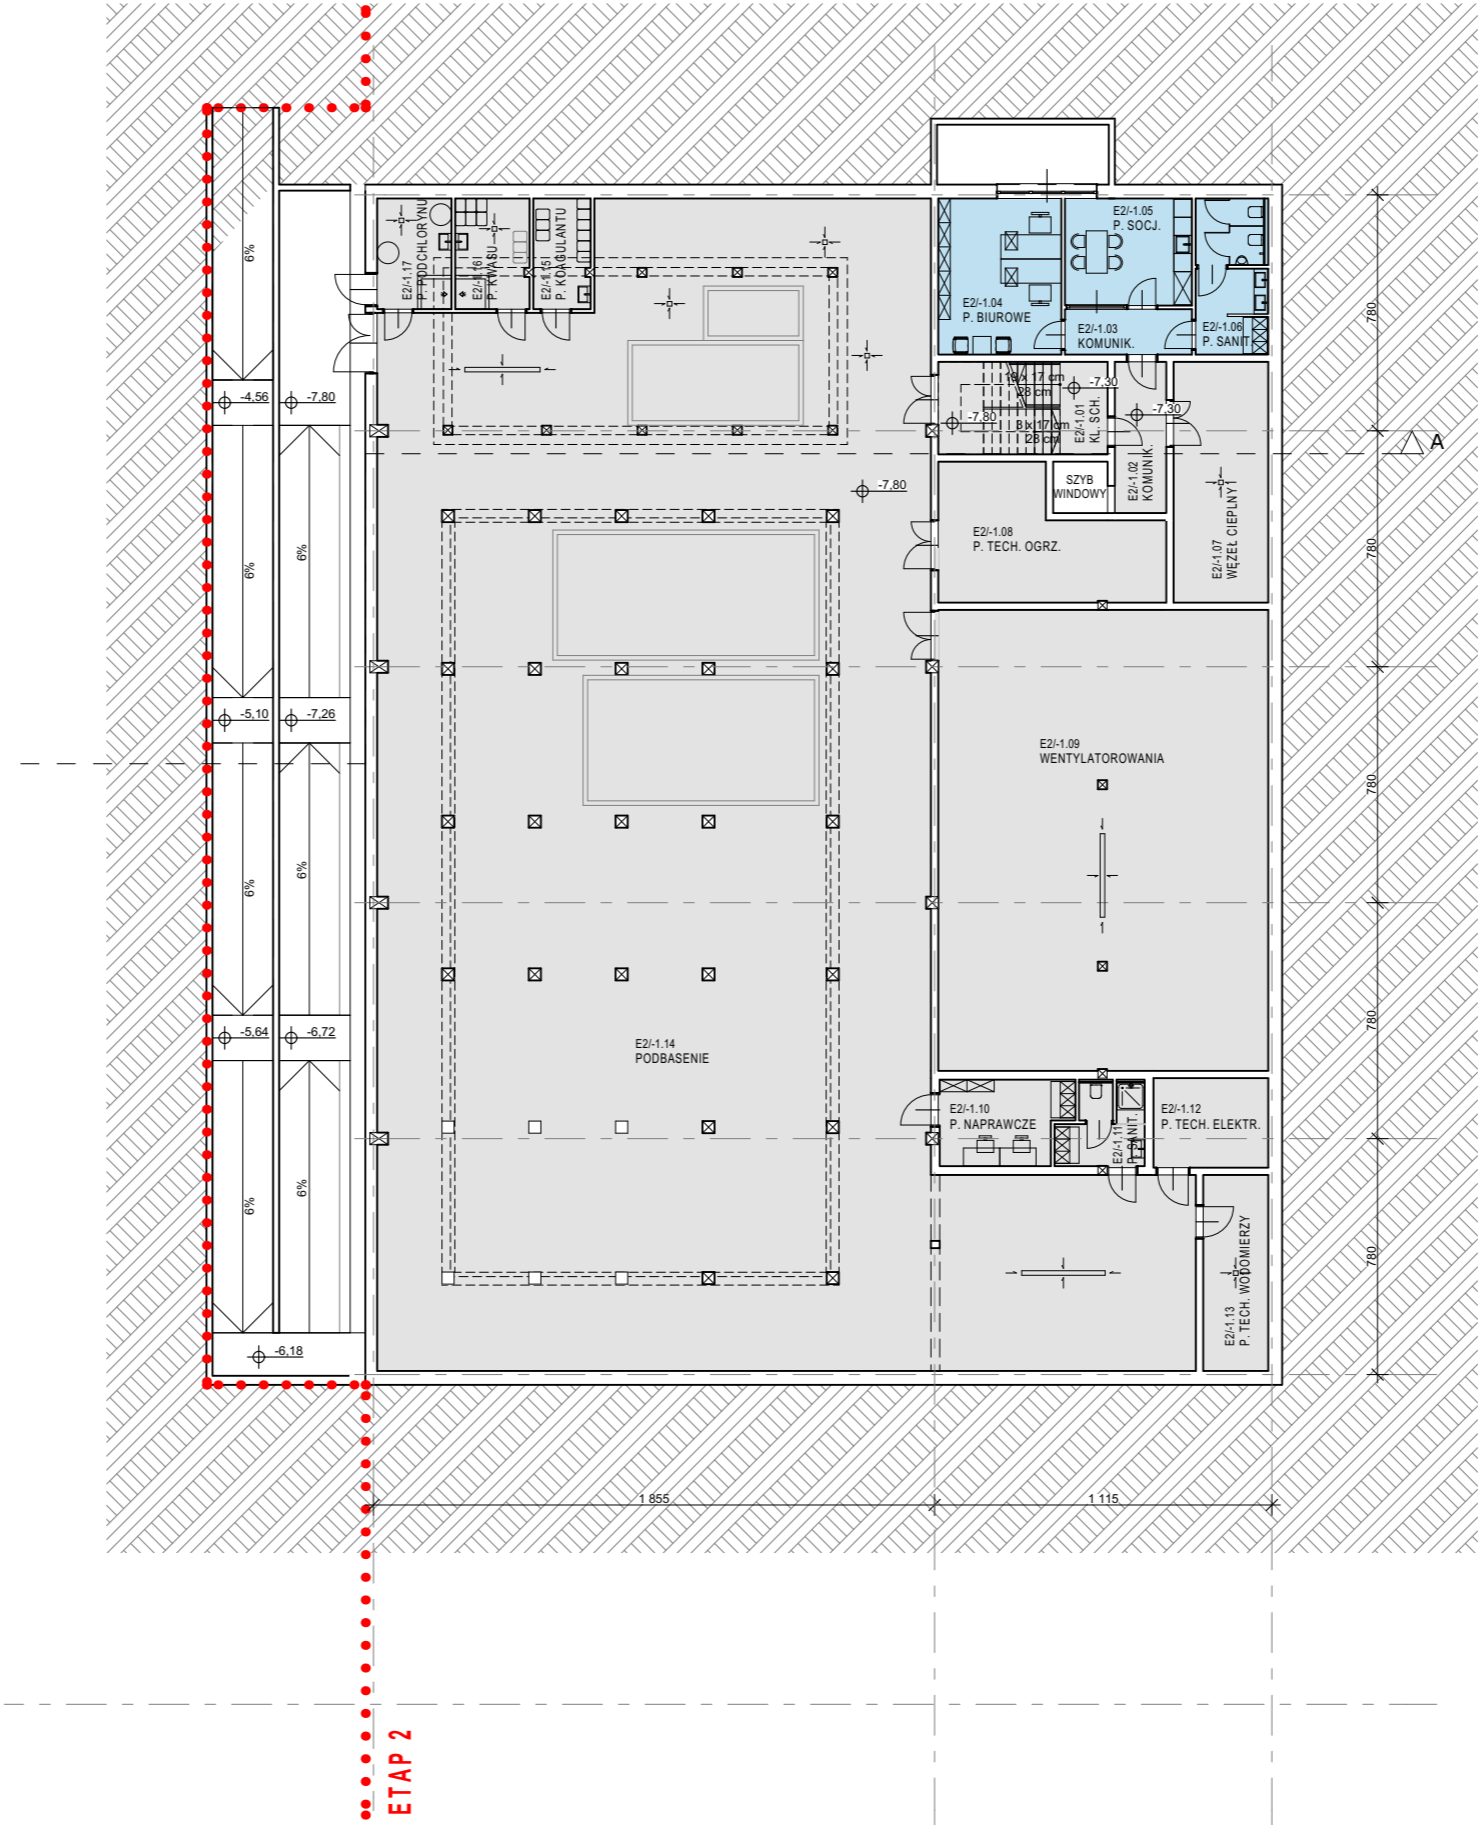 E2/-1.17
P. PODCHLORYNU
E2/-1.16
P. KWASU
E2/-1.15
P. KOAGULANTU
E2/-1.05
P. SOCJ.
E2/-1.04
P. BIUROWE
E2/-1.03
KOMUNIK.
E2/-1.06
P. SANIT.
6%
780
-4,56
-7,80
-7,30
17 cm
28 cm
-7,80
8 x 17 cm
28 cm
E2/-1.01
KL. SCH.
-7,30
E2/-1.02
KOMUNIK.
A
SZYB
WINDOWY
-7,80
E2/-1.08
P. TECH. OGRZ.
E2/-1.07
WĘZEŁ CIEPLNY
6%
6%
780
-5,10
-7,26
E2/-1.09
WENTYLATOROWANIA
780
6%
6%
-5,64
-6,72
780
E2/-1.14
PODBASENIE
E2/-1.10
P. NAPRAWCZE
E2/-1.11
P. SANIT.
E2/-1.12
P. TECH. ELEKTR.
6%
6%
E2/-1.13
P. TECH. WODOMIERZY
780
-6,18
1 855
1 115
ETAP 2